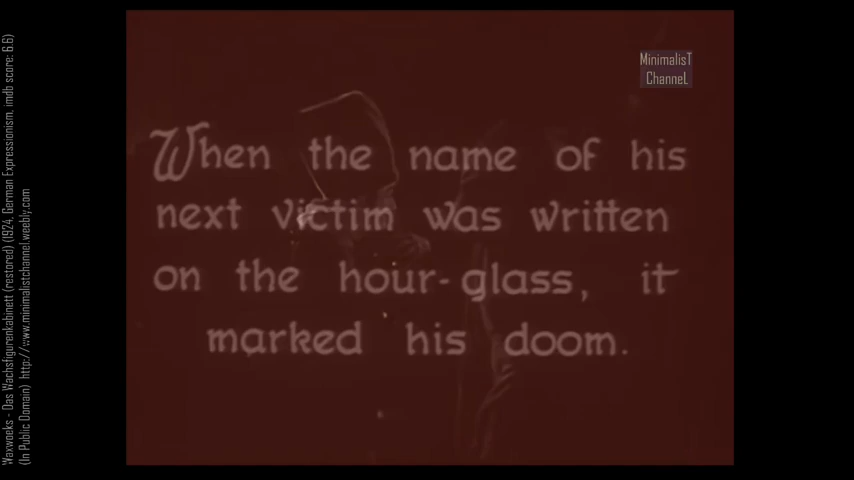 When the name of his
next victim was written
on the hour-glass, it
marked his doom.
MinimalisT
ChanneL
Waxwoeks - Das Wachsfigurenkabinett (restored) (1924, German Expressionism, imdb score: 6.6)
(In Public Domain) http://www.minimalistchannel.weebly.com